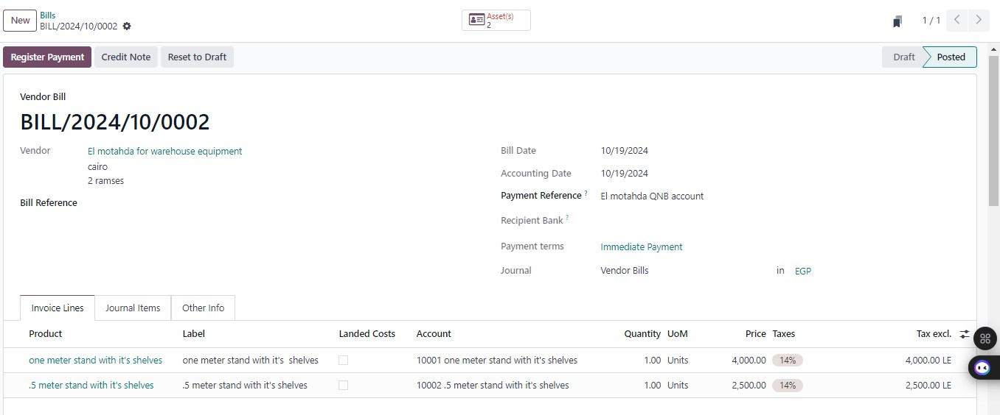 New
Bills
BILL/2024/10/0002
Asset(s)
2
1 / 1
Register Payment
Credit Note
Reset to Draft
Draft
Posted
Vendor Bill
BILL/2024/10/0002
Vendor
El motahda for warehouse equipment
cairo
2 ramses
Bill Reference
Bill Date 10/19/2024
Accounting Date 10/19/2024
Payment Reference ? El motahda QNB account
Recipient Bank ?
Payment terms Immediate Payment
Journal Vendor Bills in EGP
Invoice Lines Journal Items Other Info
Product Label Landed Costs Account Quantity UoM Price Taxes Tax excl.
one meter stand with it's shelves one meter stand with it's shelves 10001 one meter stand with it's shelves 1.00 Units 4,000.00 14% 4,000.00 LE
.5 meter stand with it's shelves .5 meter stand with it's shelves 10002 .5 meter stand with it's shelves 1.00 Units 2,500.00 14% 2,500.00 LE